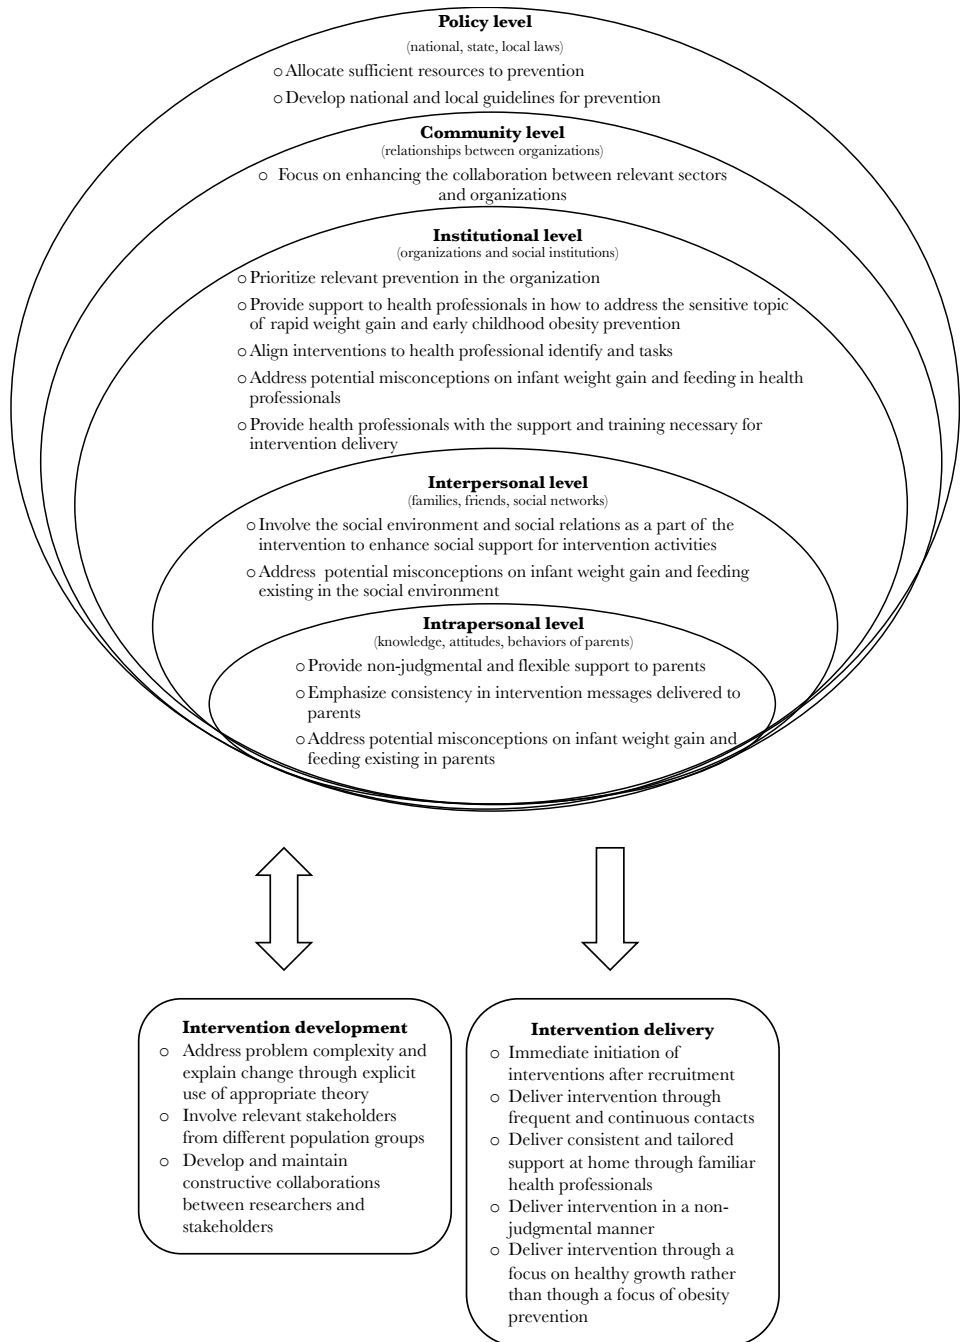 Policy level
(national, state, local laws)
○ Allocate sufficient resources to prevention
○ Develop national and local guidelines for prevention
Community level
(relationships between organizations)
○ Focus on enhancing the collaboration between relevant sectors
and organizations
Institutional level
(organizations and social institutions)
○ Prioritize relevant prevention in the organization
○ Provide support to health professionals in how to address the sensitive topic
of rapid weight gain and early childhood obesity prevention
○ Align interventions to health professional identify and tasks
○ Address potential misconceptions on infant weight gain and feeding in health
professionals
○ Provide health professionals with the support and training necessary for
intervention delivery
Interpersonal level
(families, friends, social networks)
○ Involve the social environment and social relations as a part of the
intervention to enhance social support for intervention activities
○ Address potential misconceptions on infant weight gain and feeding
existing in the social environment
Intrapersonal level
(knowledge, attitudes, behaviors of parents)
○ Provide non-judgmental and flexible support to parents
○ Emphasize consistency in intervention messages delivered to
parents
○ Address potential misconceptions on infant weight gain and
feeding existing in parents
Intervention development
○ Address problem complexity and
explain change through explicit
use of appropriate theory
○ Involve relevant stakeholders
from different population groups
○ Develop and maintain
constructive collaborations
between researchers and
stakeholders
Intervention delivery
○ Immediate initiation of
interventions after recruitment
○ Deliver intervention through
frequent and continuous contacts
○ Deliver consistent and tailored
support at home through familiar
health professionals
○ Deliver intervention in a non-
judgmental manner
○ Deliver intervention through a
focus on healthy growth rather
than though a focus of obesity
prevention